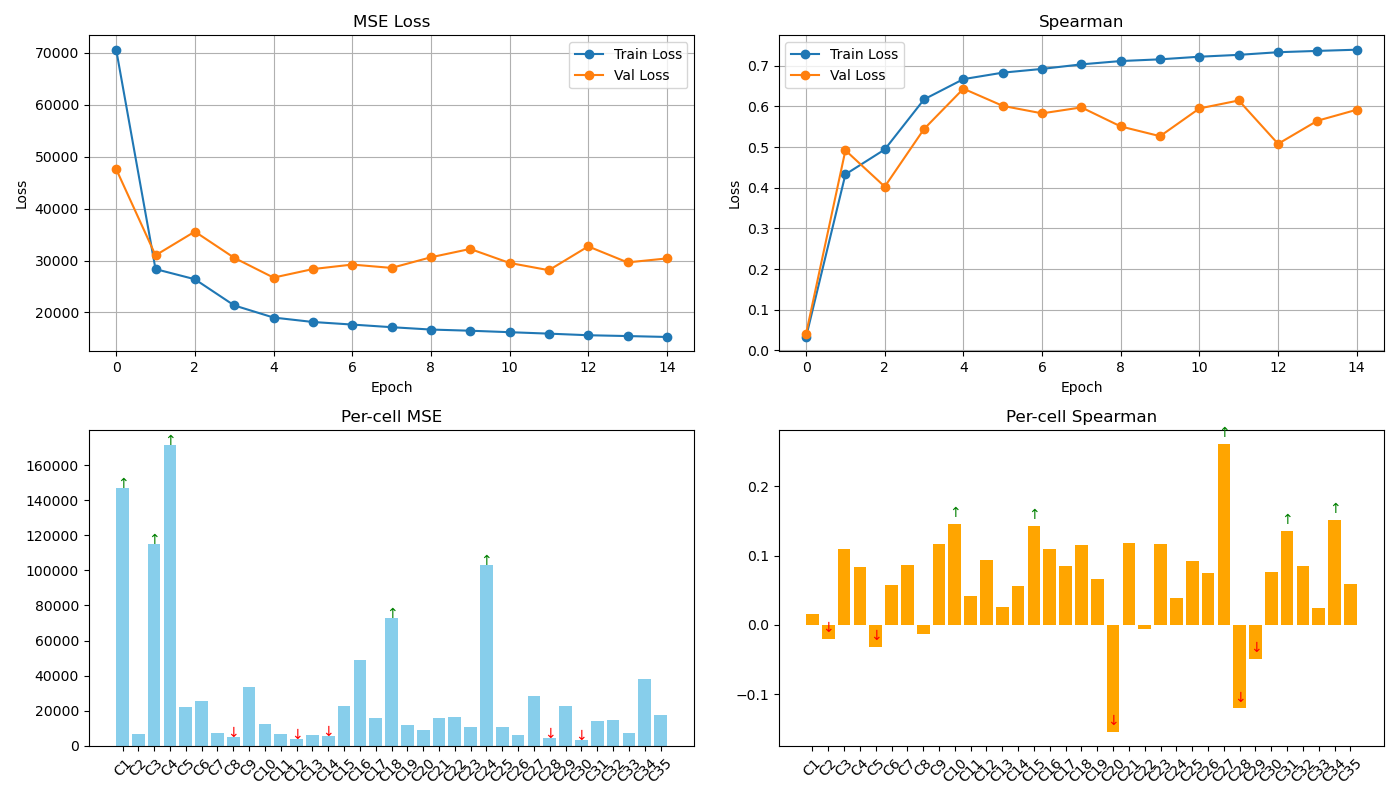 MSE Loss
Loss
70000
60000
50000
40000
30000
20000
Train Loss
Val Loss
0 2 4 6 8 10 12 14
Epoch
Spearman
Loss
0.7
0.6
0.5
0.4
0.3
0.2
0.1
0.0
Train Loss
Val Loss
0 2 4 6 8 10 12 14
Epoch
Per-cell MSE
160000
140000
120000
100000
80000
60000
40000
20000
0
↑ ↑ ↑ ↓ ↓ ↓ ↑ ↑ ↓ ↓
C1 C2 C3 C4 C5 C6 C7 C8 C9 C10 C11 C12 C13 C14 C15 C16 C17 C18 C19 C20 C21 C22 C23 C24 C25 C26 C27 C28 C29 C30 C31 C32 C33 C34 C35
Per-cell Spearman
0.2
0.1
0.0
−0.1
↓ ↓ ↑ ↑ ↓ ↑ ↓ ↓ ↑ ↑
C1 C2 C3 C4 C5 C6 C7 C8 C9 C10 C11 C12 C13 C14 C15 C16 C17 C18 C19 C20 C21 C22 C23 C24 C25 C26 C27 C28 C29 C30 C31 C32 C33 C34 C35